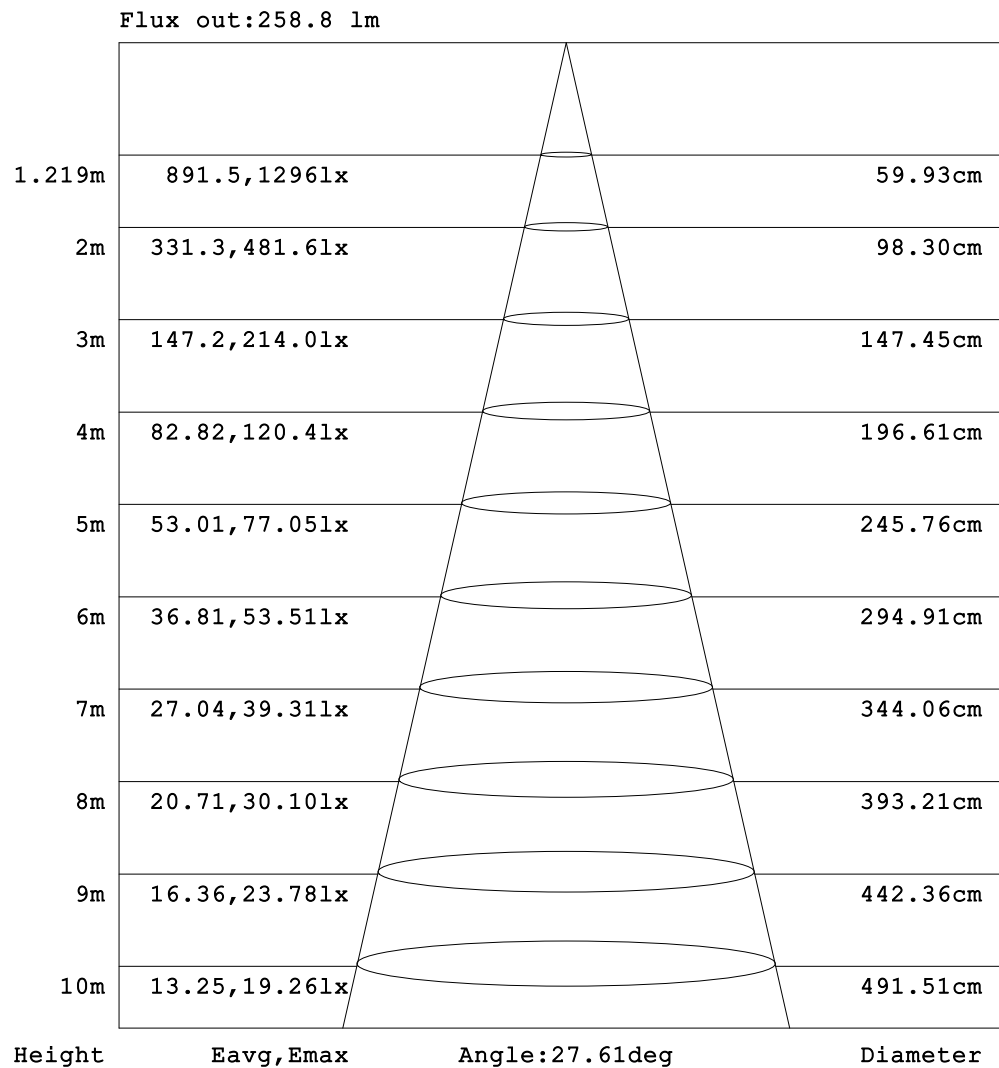 Flux out:258.8 lm
1.219m 891.5,1296lx 59.93cm
2m 331.3,481.6lx 98.30cm
3m 147.2,214.0lx 147.45cm
4m 82.82,120.4lx 196.61cm
5m 53.01,77.05lx 245.76cm
6m 36.81,53.51lx 294.91cm
7m 27.04,39.31lx 344.06cm
8m 20.71,30.10lx 393.21cm
9m 16.36,23.78lx 442.36cm
10m 13.25,19.26lx 491.51cm
Height Eavg,Emax Angle:27.61deg Diameter